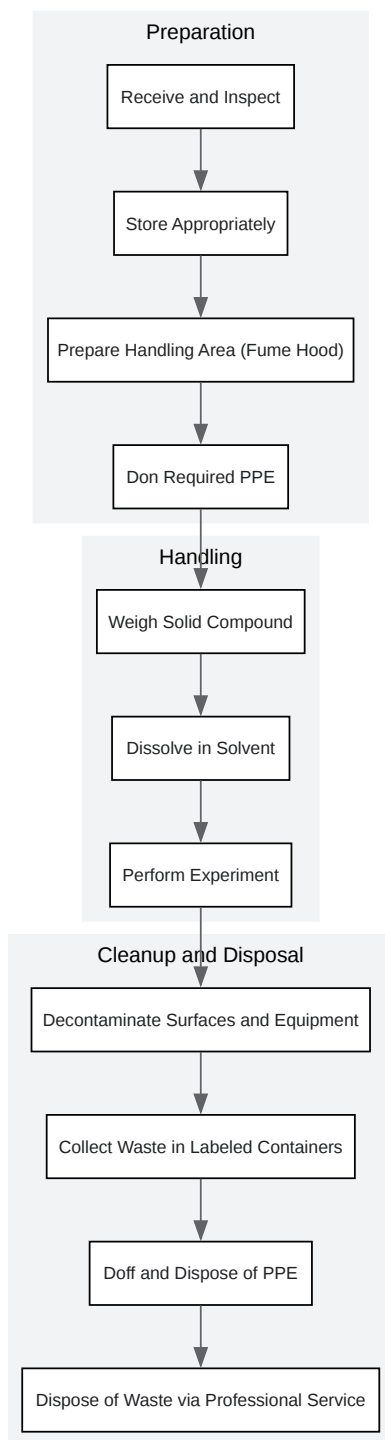 Preparation
Receive and Inspect
Store Appropriately
Prepare Handling Area (Fume Hood)
Don Required PPE
Handling
Weigh Solid Compound
Dissolve in Solvent
Perform Experiment
Cleanup and Disposal
Decontaminate Surfaces and Equipment
Collect Waste in Labeled Containers
Doff and Dispose of PPE
Dispose of Waste via Professional Service